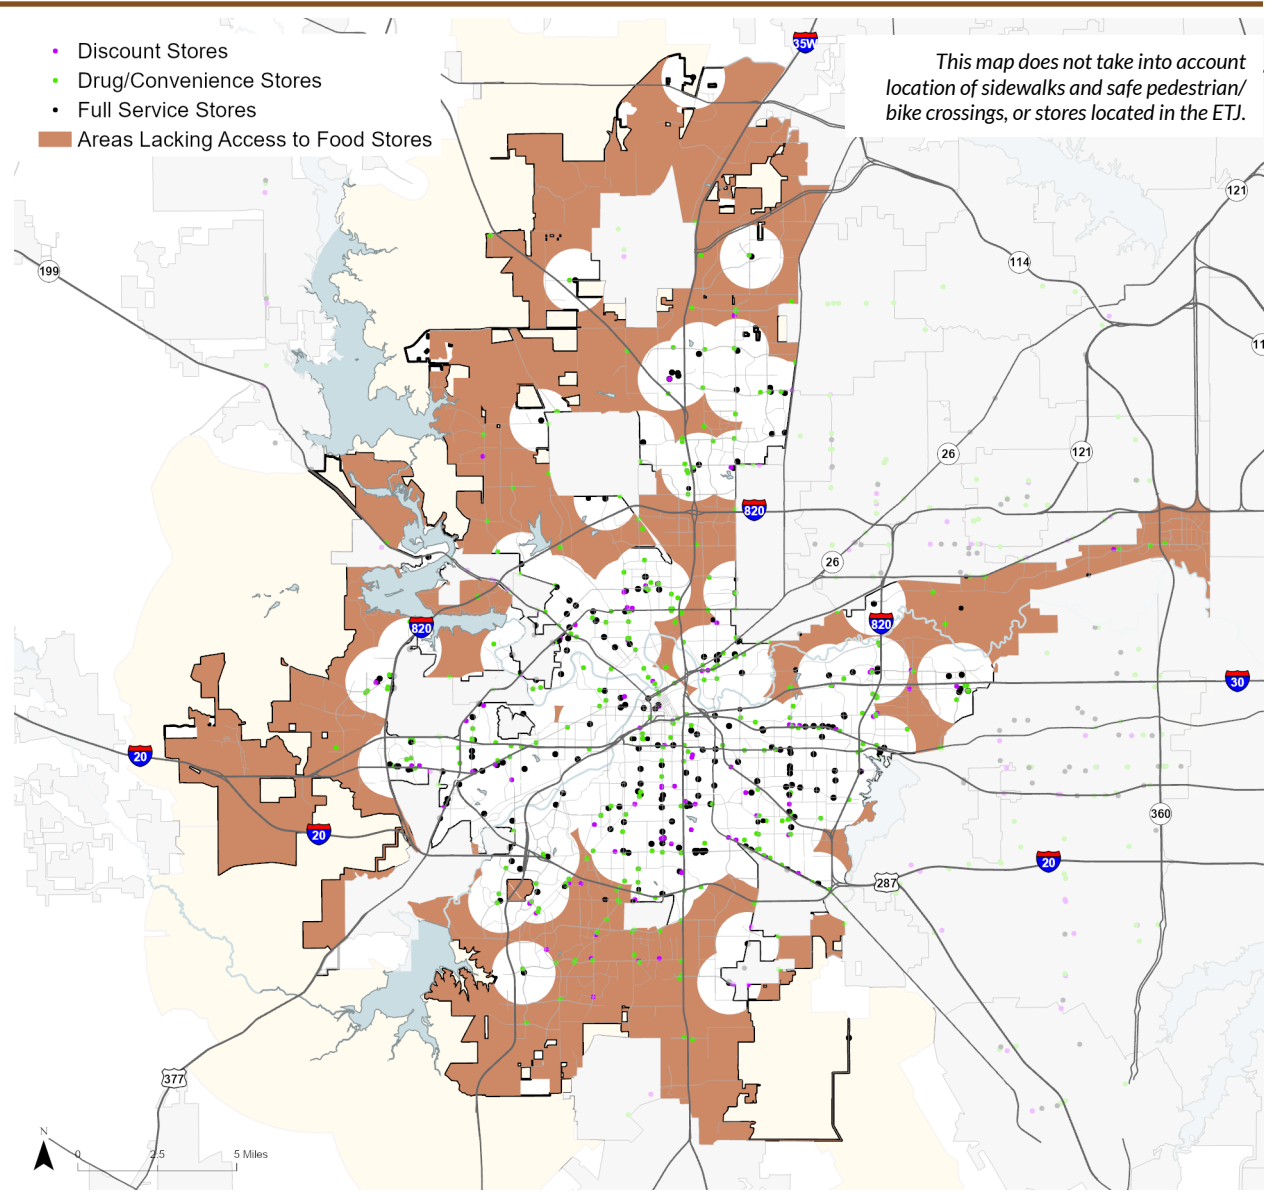 Discount Stores
Drug/Convenience Stores
Full Service Stores
Areas Lacking Access to Food Stores
This map does not take into account
location of sidewalks and safe pedestrian/
bike crossings, or stores located in the ETJ.
35W
121
199
114
11
26
121
820
26
820
30
20
20
360
20
287
377
N
0 2.5 5 Miles